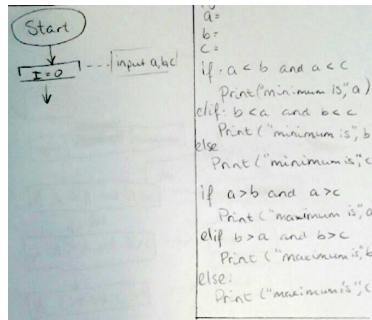 Start
I=0
input a,b,c
a=
b=
c=
if . a < b and a < c
Print("minimum is," a)
elif: b < a and b < c
Print ("minimum is", b
else
Print ("minimum is", c
if a>b and a>c
Print ("maximum is", a
elif b>a and b>c
Print ("maximum is", b
else:
Print ("maximum is", c